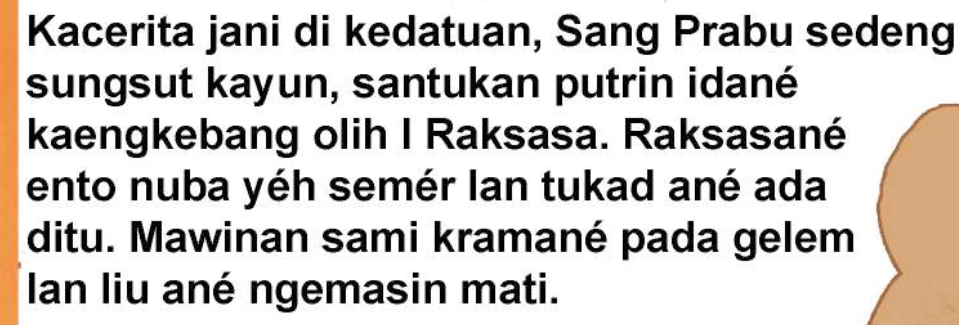 Kacerita jani di kedatuan, Sang Prabu sedeng
sungsut kayun, santukan putrin idané
kaengkebang olih I Raksasa. Raksasané
ento nuba yéh semér lan tukad ané ada
ditu. Mawinan sami kramané pada gelem
lan liu ané ngemasin mati.